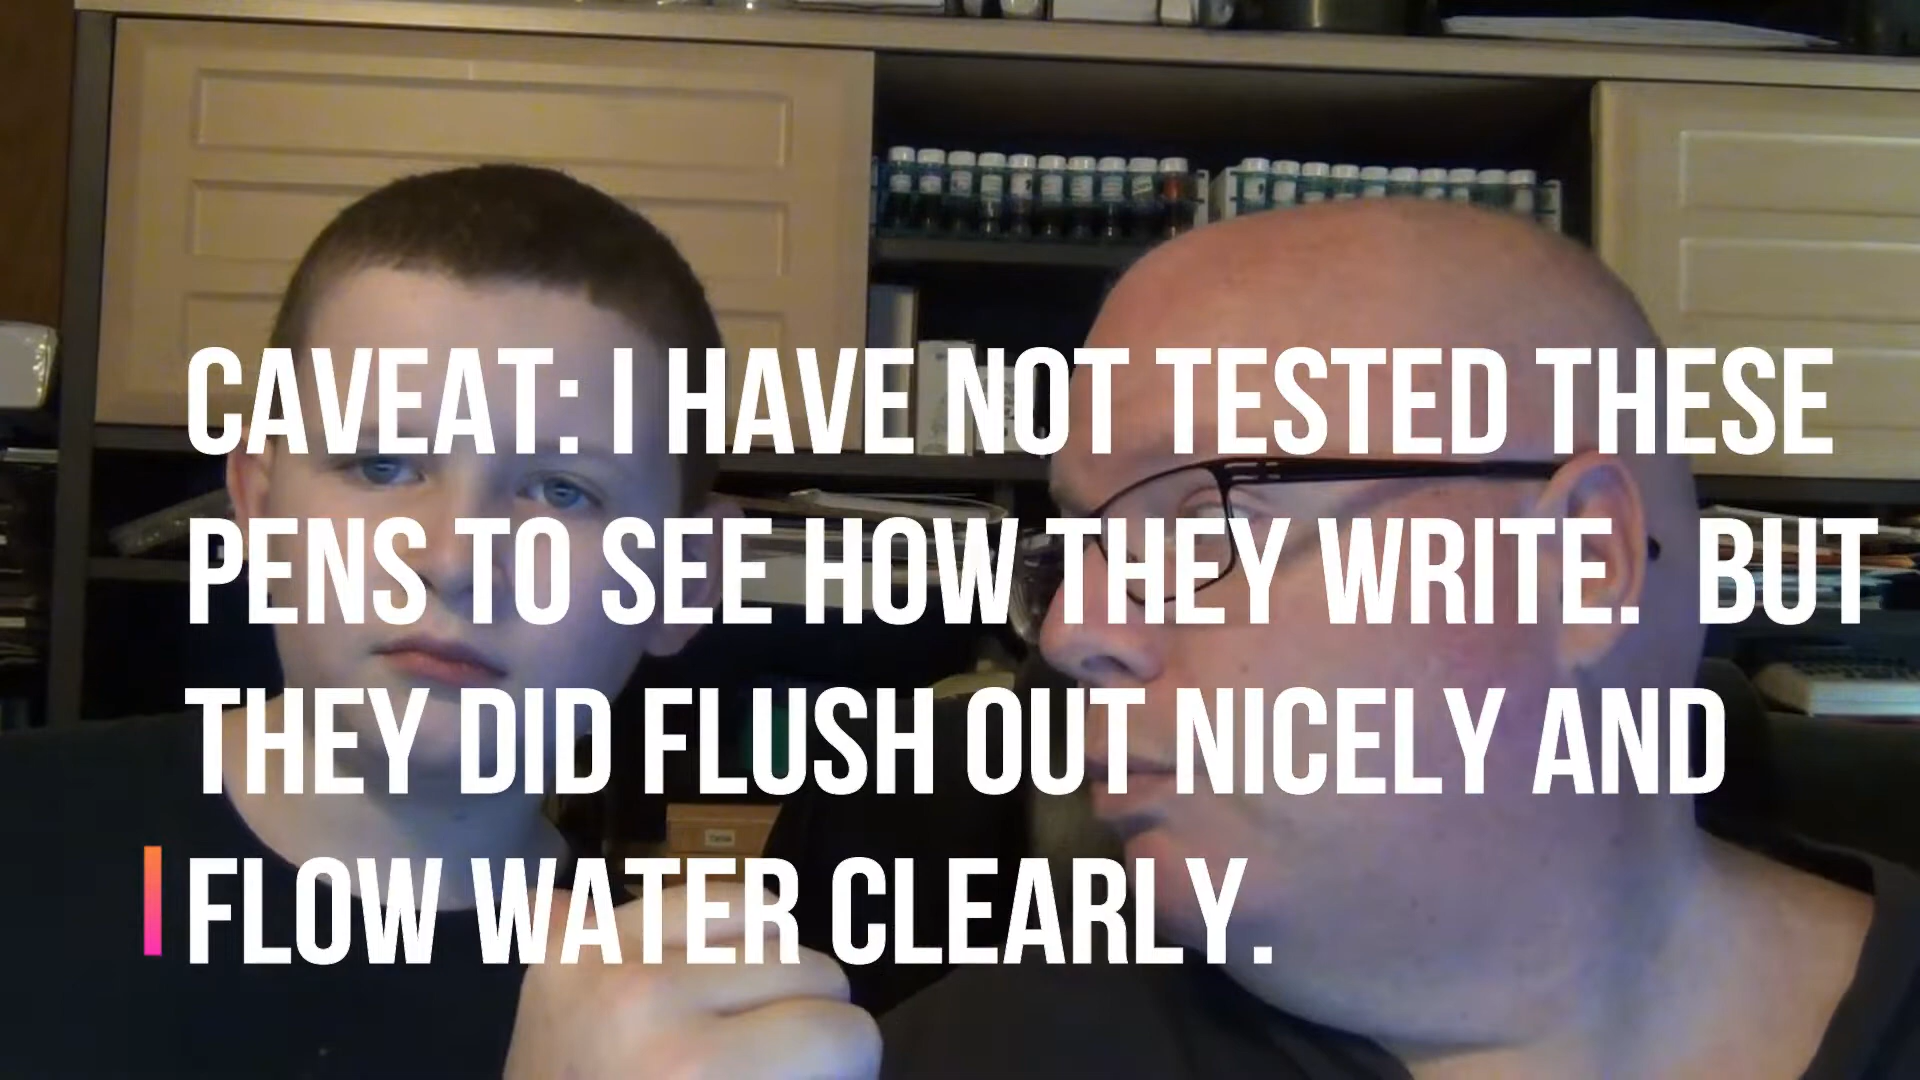 CAVEAT: I HAVE NOT TESTED THESE
PENS TO SEE HOW THEY WRITE. BUT
THEY DID FLUSH OUT NICELY AND
FLOW WATER CLEARLY.